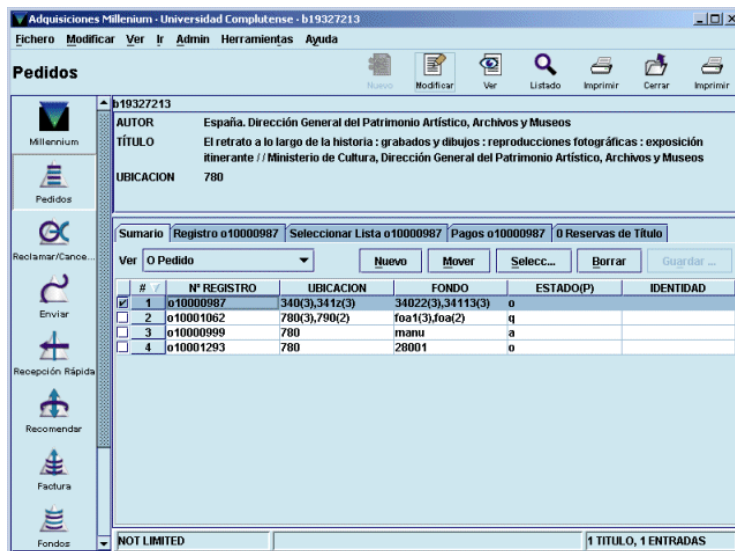 Adquisiciones Millenium · Universidad Complutense · b19327213
Fichero Modificar Ver Ir Admin Herramientas Ayuda
Pedidos
Nuevo Modificar Ver Listado Imprimir Cerrar Imprimir
Millennium
Pedidos
Reclamar/Cance...
Enviar
Recepción Rápida
Recomendar
Factura
Fondos
b19327213
AUTOR España. Dirección General del Patrimonio Artístico, Archivos y Museos
TÍTULO El retrato a lo largo de la historia : grabados y dibujos : reproducciones fotográficas : exposición
itinerante / / Ministerio de Cultura, Dirección General del Patrimonio Artístico, Archivos y Museos
UBICACION 780
Sumario Registro o10000987 Seleccionar Lista o10000987 Pagos o10000987 0 Reservas de Título
Ver O Pedido Nuevo Mover Selecc... Borrar Guardar ...
# Nº REGISTRO UBICACION FONDO ESTADO(P) IDENTIDAD
1 o10000987 340(3),341z(3) 34022(3),34113(3) o
2 o10001062 780(3),790(2) foa1(3),foa(2) q
3 o10000999 780 manu a
4 o10001293 780 28001 o
NOT LIMITED 1 TITULO, 1 ENTRADAS